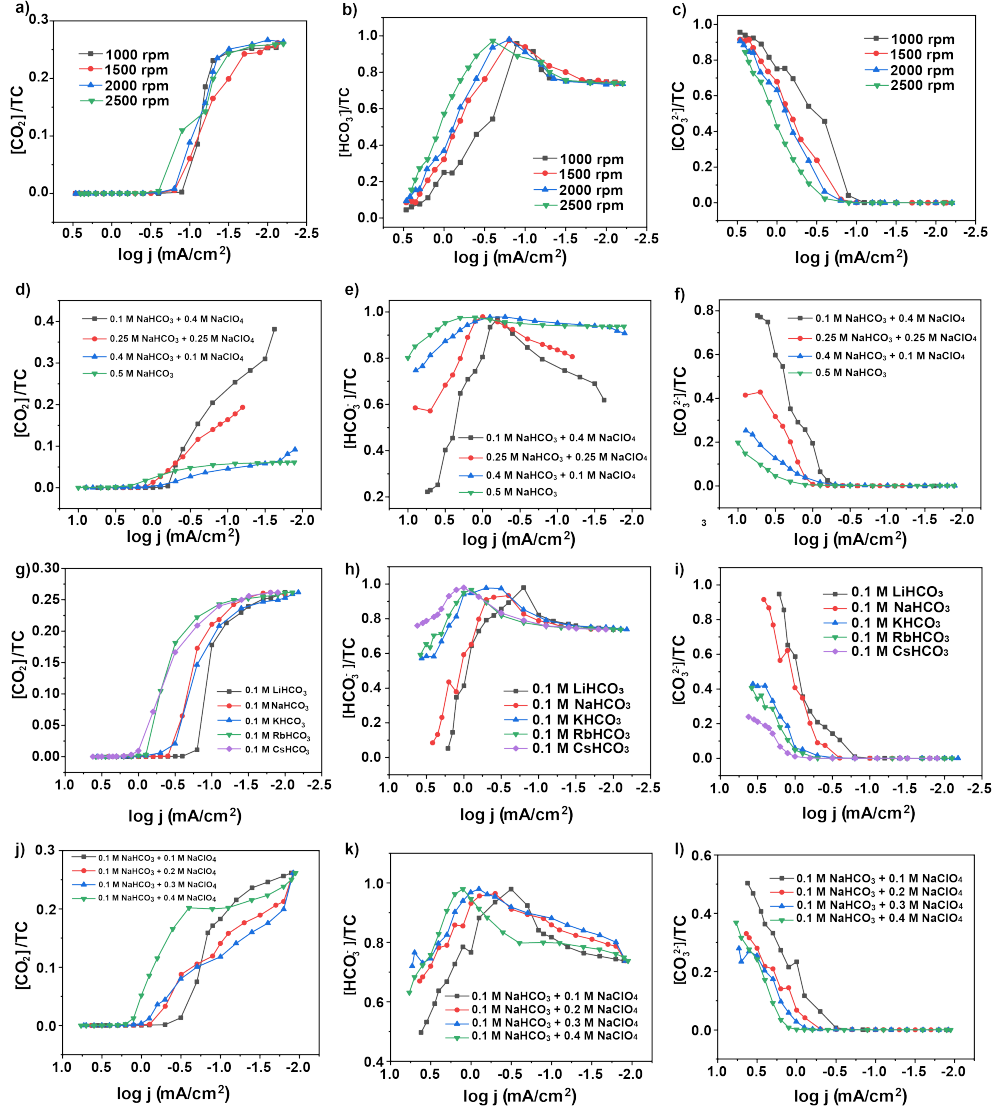 a)
[CO₂]/TC
0.3
0.2
0.1
0.0
1000 rpm
1500 rpm
2000 rpm
2500 rpm
0.5 0.0 -0.5 -1.0 -1.5 -2.0 -2.5
log j (mA/cm²)
b)
[HCO₃⁻]/TC
1.0
0.8
0.6
0.4
0.2
0.0
1000 rpm
1500 rpm
2000 rpm
2500 rpm
0.5 0.0 -0.5 -1.0 -1.5 -2.0 -2.5
log j (mA/cm²)
c)
[CO₃²⁻]/TC
1.0
0.8
0.6
0.4
0.2
0.0
1000 rpm
1500 rpm
2000 rpm
2500 rpm
0.5 0.0 -0.5 -1.0 -1.5 -2.0 -2.5
log j (mA/cm²)
d)
[CO₂]/TC
0.4
0.3
0.2
0.1
0.0
0.1 M NaHCO₃ + 0.4 M NaClO₄
0.25 M NaHCO₃ + 0.25 M NaClO₄
0.4 M NaHCO₃ + 0.1 M NaClO₄
0.5 M NaHCO₃
1.0 0.5 0.0 -0.5 -1.0 -1.5 -2.0
log j (mA/cm²)
e)
[HCO₃⁻]/TC
1.0
0.8
0.6
0.4
0.2
0.1 M NaHCO₃ + 0.4 M NaClO₄
0.25 M NaHCO₃ + 0.25 M NaClO₄
0.4 M NaHCO₃ + 0.1 M NaClO₄
0.5 M NaHCO₃
1.0 0.5 0.0 -0.5 -1.0 -1.5 -2.0
log j (mA/cm²)
f)
[CO₃²⁻]/TC
0.8
0.6
0.4
0.2
0.0
0.1 M NaHCO₃ + 0.4 M NaClO₄
0.25 M NaHCO₃ + 0.25 M NaClO₄
0.4 M NaHCO₃ + 0.1 M NaClO₄
0.5 M NaHCO₃
3
1.0 0.5 0.0 -0.5 -1.0 -1.5 -2.0
log j (mA/cm²)
g)
[CO₂]/TC
0.30
0.25
0.20
0.15
0.10
0.05
0.00
0.1 M LiHCO₃
0.1 M NaHCO₃
0.1 M KHCO₃
0.1 M RbHCO₃
0.1 M CsHCO₃
1.0 0.5 0.0 -0.5 -1.0 -1.5 -2.0 -2.5
log j (mA/cm²)
h)
[HCO₃⁻]/TC
1.0
0.8
0.6
0.4
0.2
0.0
0.1 M LiHCO₃
0.1 M NaHCO₃
0.1 M KHCO₃
0.1 M RbHCO₃
0.1 M CsHCO₃
1.0 0.5 0.0 -0.5 -1.0 -1.5 -2.0 -2.5
log j (mA/cm²)
i)
[CO₃²⁻]/TC
1.0
0.8
0.6
0.4
0.2
0.0
0.1 M LiHCO₃
0.1 M NaHCO₃
0.1 M KHCO₃
0.1 M RbHCO₃
0.1 M CsHCO₃
1.0 0.5 0.0 -0.5 -1.0 -1.5 -2.0 -2.5
log j (mA/cm²)
j)
[CO₂]/TC
0.3
0.2
0.1
0.0
0.1 M NaHCO₃ + 0.1 M NaClO₄
0.1 M NaHCO₃ + 0.2 M NaClO₄
0.1 M NaHCO₃ + 0.3 M NaClO₄
0.1 M NaHCO₃ + 0.4 M NaClO₄
1.0 0.5 0.0 -0.5 -1.0 -1.5 -2.0
log j (mA/cm²)
k)
[HCO₃⁻]/TC
1.0
0.8
0.6
0.4
0.1 M NaHCO₃ + 0.1 M NaClO₄
0.1 M NaHCO₃ + 0.2 M NaClO₄
0.1 M NaHCO₃ + 0.3 M NaClO₄
0.1 M NaHCO₃ + 0.4 M NaClO₄
1.0 0.5 0.0 -0.5 -1.0 -1.5 -2.0
log j (mA/cm²)
l)
[CO₃²⁻]/TC
0.6
0.4
0.2
0.0
0.1 M NaHCO₃ + 0.1 M NaClO₄
0.1 M NaHCO₃ + 0.2 M NaClO₄
0.1 M NaHCO₃ + 0.3 M NaClO₄
0.1 M NaHCO₃ + 0.4 M NaClO₄
1.0 0.5 0.0 -0.5 -1.0 -1.5 -2.0
log j (mA/cm²)